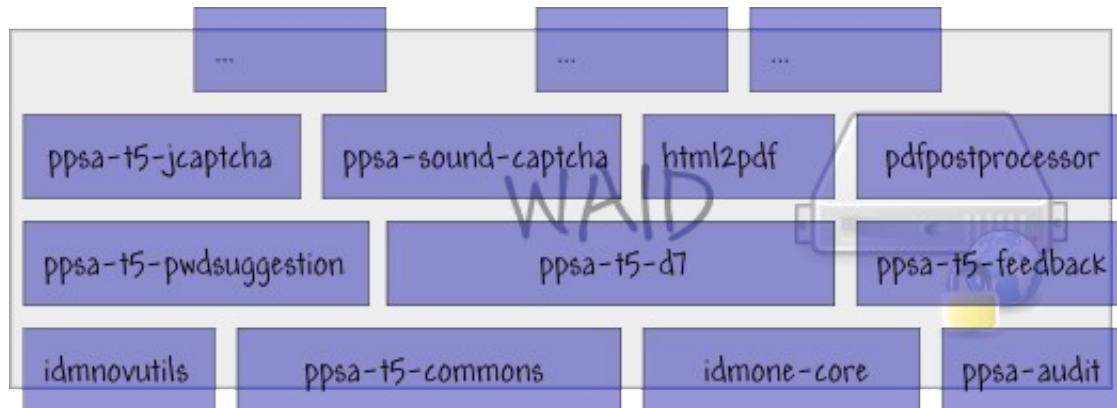 ... ... ...
ppsa-t5-jcaptcha ppsa-sound-captcha html2pdf pdfpostprocessor
WAID
ppsa-t5-pwdsuggestion ppsa-t5-d7 ppsa-t5-feedback
idmnovutils ppsa-t5-commons idmone-core ppsa-audit